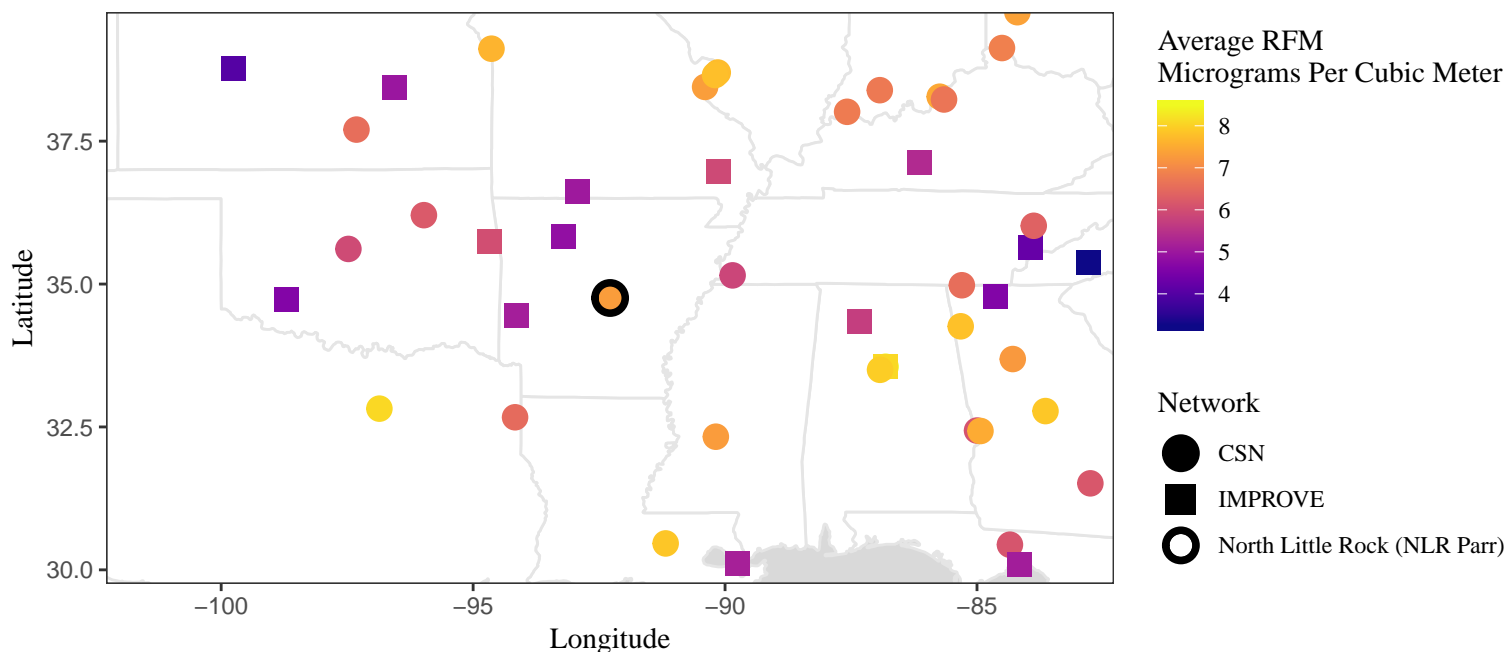 Average RFM
Micrograms Per Cubic Meter
8
7
6
5
4
Network
CSN
IMPROVE
North Little Rock (NLR Parr)
Latitude
37.5
35.0
32.5
30.0
−100
−95
−90
−85
Longitude